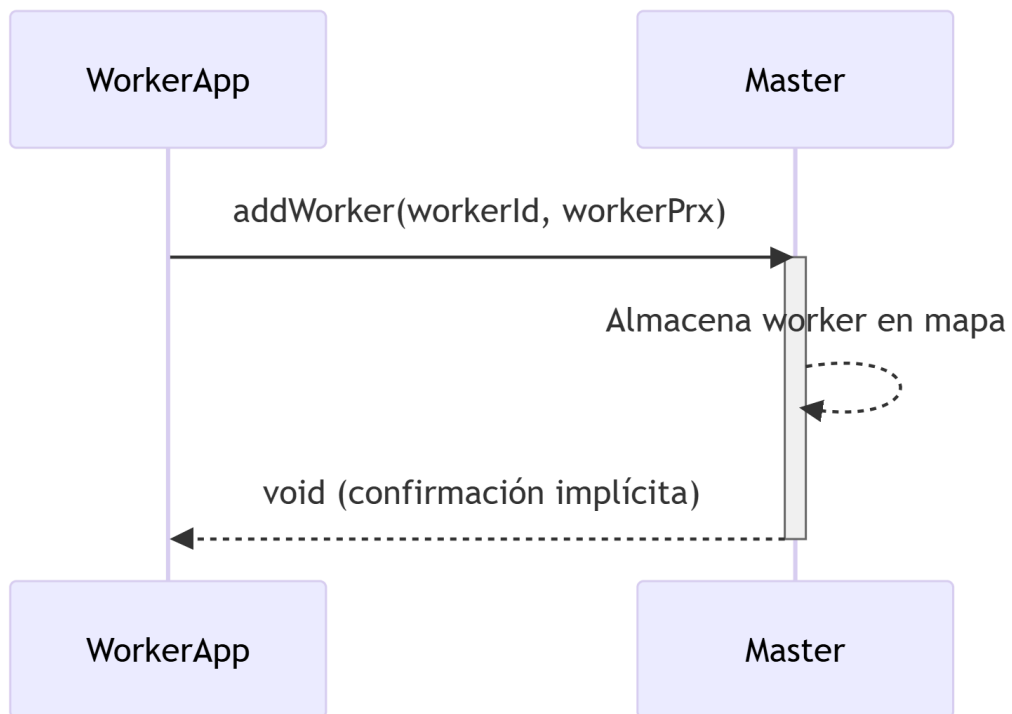 WorkerApp
Master
addWorker(workerId, workerPrx)
Almacena worker en mapa
void (confirmación implícita)
WorkerApp
Master